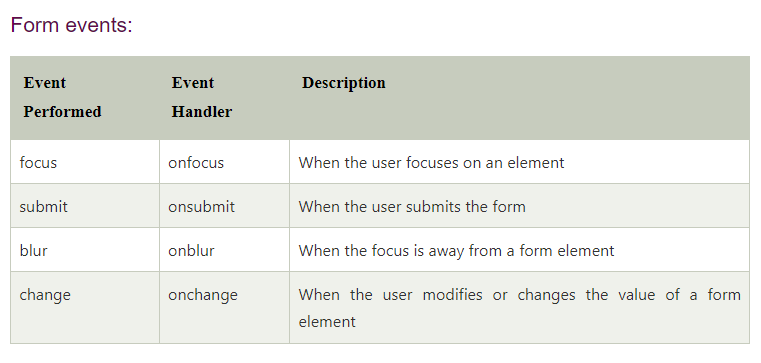 Form events:
Event Performed Event Handler Description
focus onfocus When the user focuses on an element
submit onsubmit When the user submits the form
blur onblur When the focus is away from a form element
change onchange When the user modifies or changes the value of a form
element